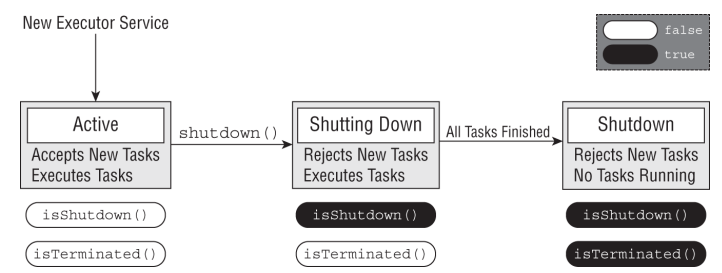 New Executor Service
false
true
Active
Accepts New Tasks
Executes Tasks
shutdown()
Shutting Down
Rejects New Tasks
Executes Tasks
All Tasks Finished
Shutdown
Rejects New Tasks
No Tasks Running
isShutdown()
isShutdown()
isShutdown()
isTerminated()
isTerminated()
isTerminated()